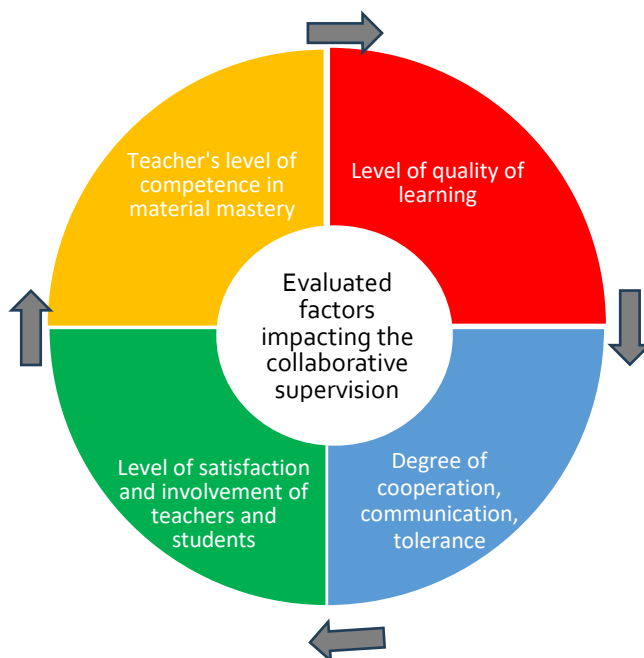 Teacher's level of
competence in
material mastery
Level of quality of
learning
Evaluated
factors
impacting the
collaborative
supervision
Level of satisfaction
and involvement of
teachers and
students
Degree of
cooperation,
communication,
tolerance